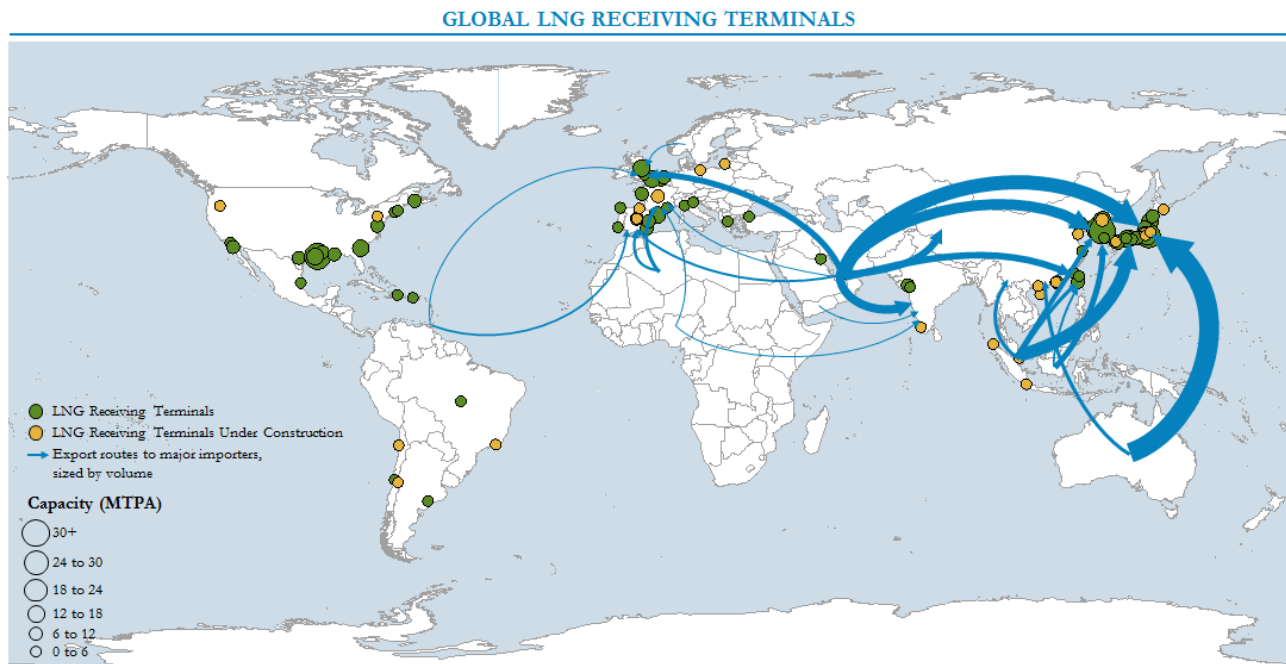 GLOBAL LNG RECEIVING TERMINALS
LNG Receiving Terminals
LNG Receiving Terminals Under Construction
Export routes to major importers,
sized by volume
Capacity (MTPA)
30+
24 to 30
18 to 24
12 to 18
6 to 12
0 to 6